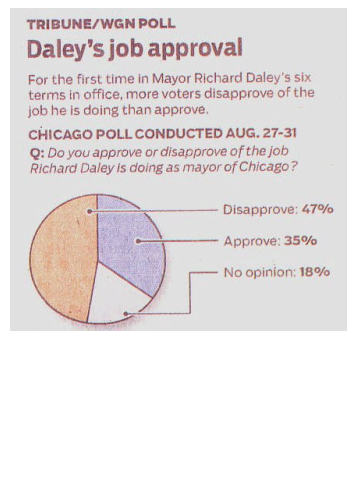 TRIBUNE/WGN POLL
Daley's job approval
For the first time in Mayor Richard Daley's six
terms in office, more voters disapprove of the
job he is doing than approve.
CHICAGO POLL CONDUCTED AUG. 27-31
Q: Do you approve or disapprove of the job
Richard Daley is doing as mayor of Chicago?
Disapprove: 47%
Approve: 35%
No opinion: 18%